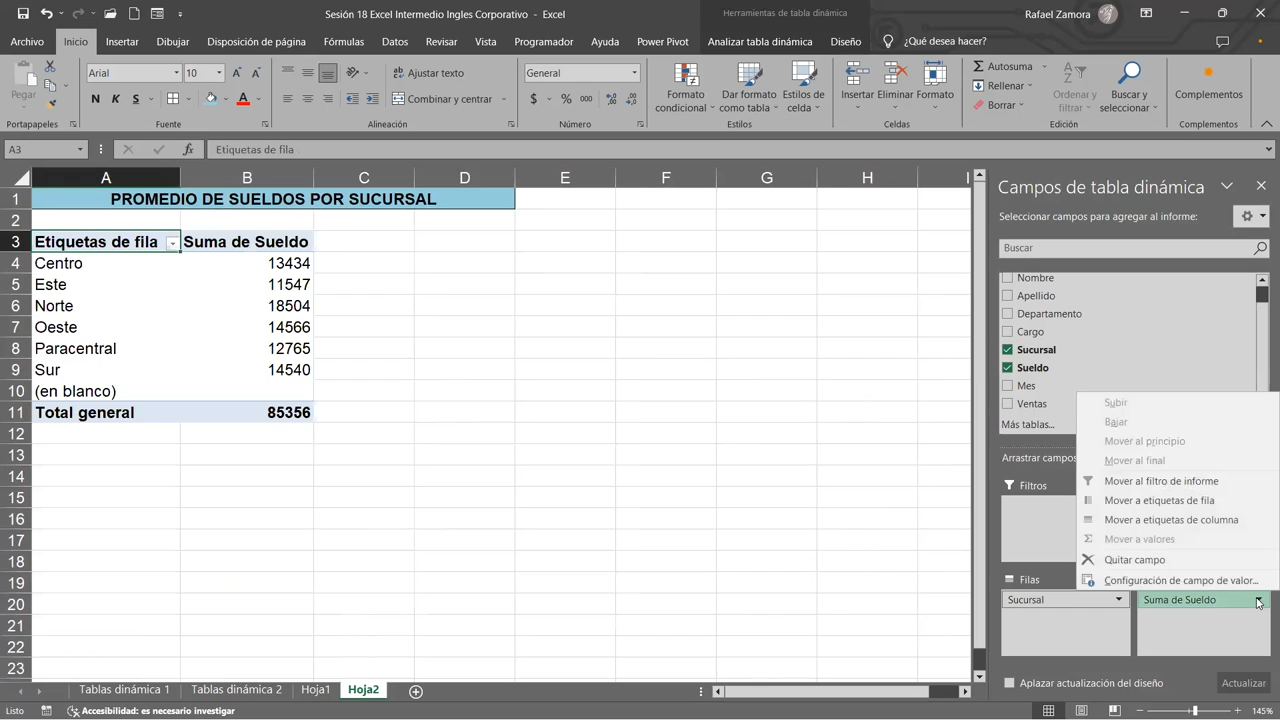 Sesión 18 Excel Intermedio Ingles Corporativo - Excel
Herramientas de tabla dinámica
Rafael Zamora
Archivo Inicio Insertar Dibujar Disposición de página Fórmulas Datos Revisar Vista Programador Ayuda Power Pivot Analizar tabla dinámica Diseño ¿Qué desea hacer?
Pegar
Arial 10
N K S
Ajustar texto
Combinar y centrar
General
$ % 000
Formato condicional
Dar formato como tabla
Estilos de celda
Insertar Eliminar Formato
Autosuma
Rellenar
Borrar
Ordenar y filtrar
Buscar y seleccionar
Complementos
Portapapeles Fuente Alineación Número Estilos Celdas Edición Complementos
A3 fx Etiquetas de fila
A B C D E F G H I
1 PROMEDIO DE SUELDOS POR SUCURSAL
2
3 Etiquetas de fila Suma de Sueldo
4 Centro 13434
5 Este 11547
6 Norte 18504
7 Oeste 14566
8 Paracentral 12765
9 Sur 14540
10 (en blanco)
11 Total general 85356
12
13
14
15
16
17
18
19
20
21
22
23
Campos de tabla dinámica
Seleccionar campos para agregar al informe:
Buscar
Nombre
Apellido
Departamento
Cargo
Sucursal
Sueldo
Mes
Ventas
Más tablas...
Arrastrar campos
Filtros
Subir
Bajar
Mover al principio
Mover al final
Mover al filtro de informe
Mover a etiquetas de fila
Mover a etiquetas de columna
Mover a valores
Quitar campo
Configuración de campo de valor...
Filas
Sucursal
Suma de Sueldo
Aplazar actualización del diseño
Actualizar
Tablas dinámica 1 Tablas dinámica 2 Hoja1 Hoja2
Listo Accesibilidad: es necesario investigar 145%